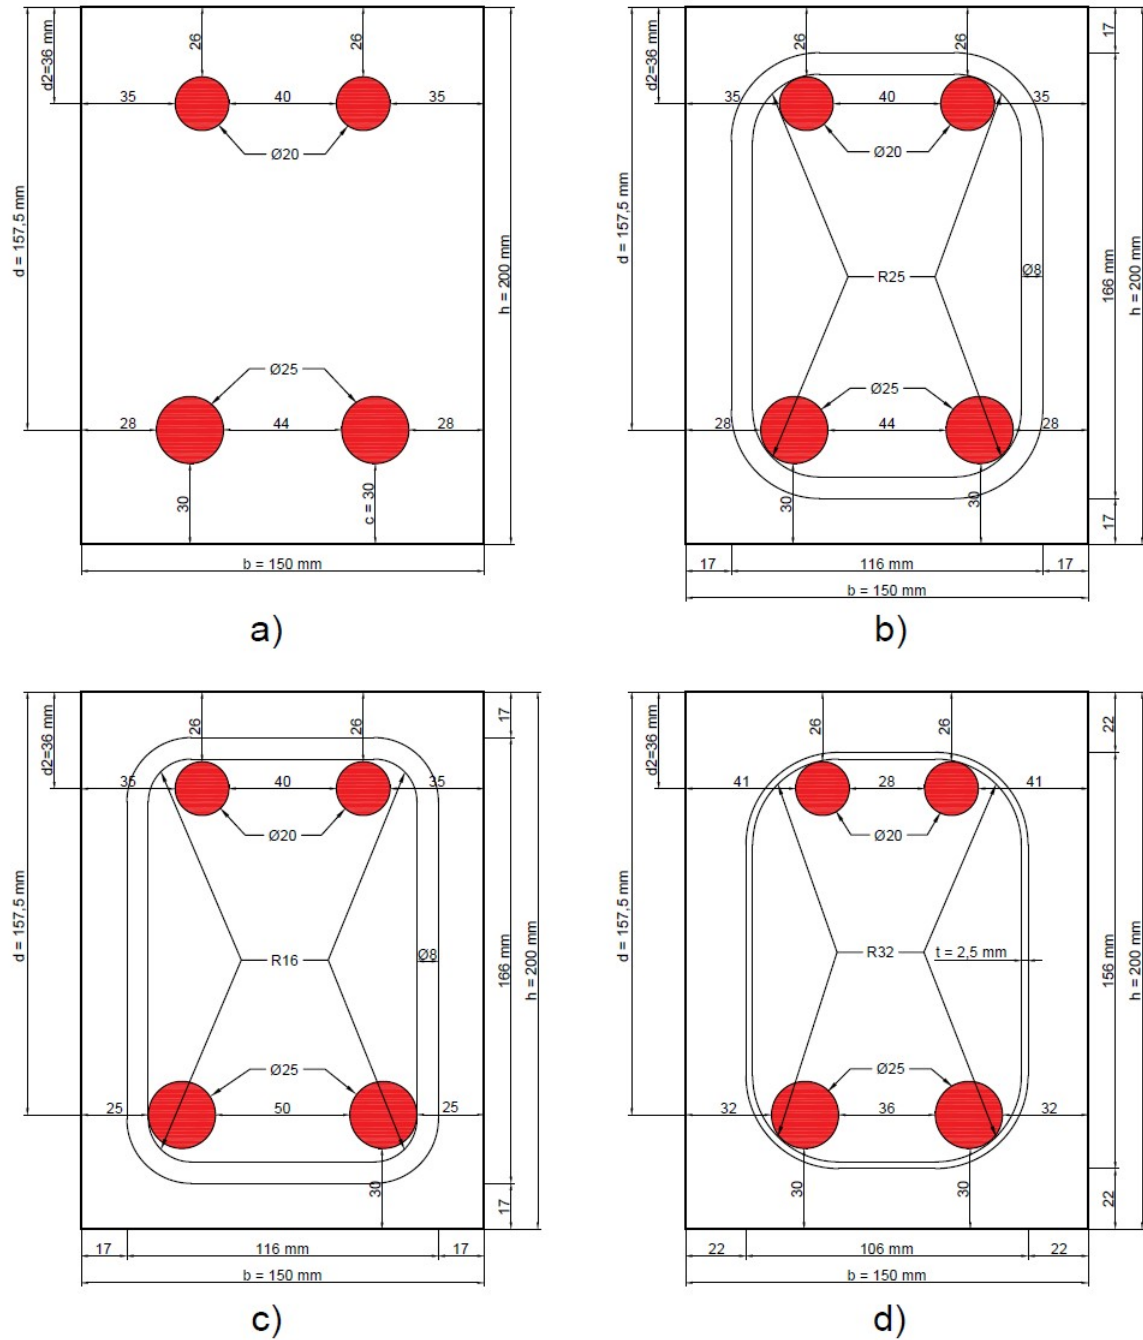 26
26
d2=36 mm
35
40
35
Ø20
d = 157,5 mm
h = 200 mm
Ø25
28
44
28
30
c = 30
b = 150 mm
a)
26
26
17
d2=36 mm
35
40
35
Ø20
d = 157,5 mm
R25
Ø8
166 mm
h = 200 mm
Ø25
28
44
28
30
30
17
17
116 mm
17
b = 150 mm
b)
26
26
17
d2=36 mm
35
40
35
Ø20
d = 157,5 mm
R16
Ø8
166 mm
h = 200 mm
Ø25
25
50
25
30
17
17
116 mm
17
b = 150 mm
c)
26
26
22
d2=36 mm
41
28
41
Ø20
d = 157,5 mm
R32
t = 2,5 mm
156 mm
h = 200 mm
Ø25
32
36
32
30
30
22
22
106 mm
22
b = 150 mm
d)